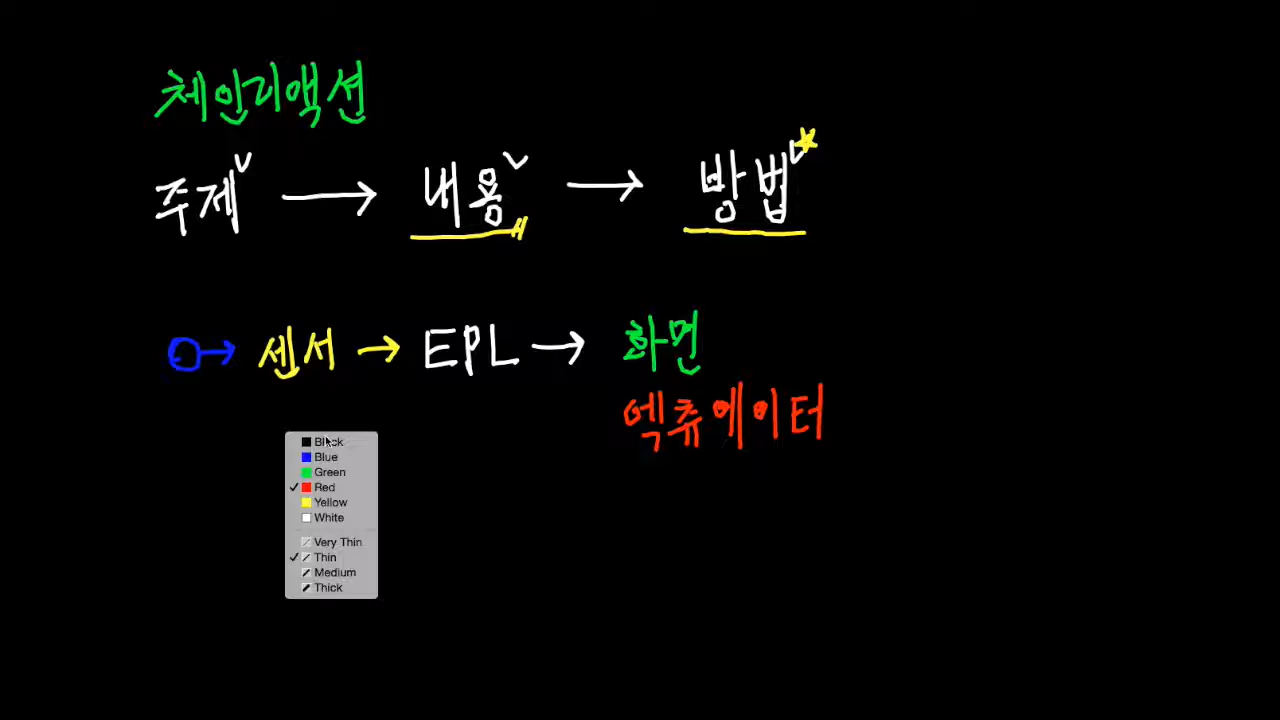 체인리액션
주제 → 내용 → 방법
센서 → EPL → 화면
엑츄에이터
Black
Blue
Green
Red
Yellow
White
Very Thin
Thin
Medium
Thick